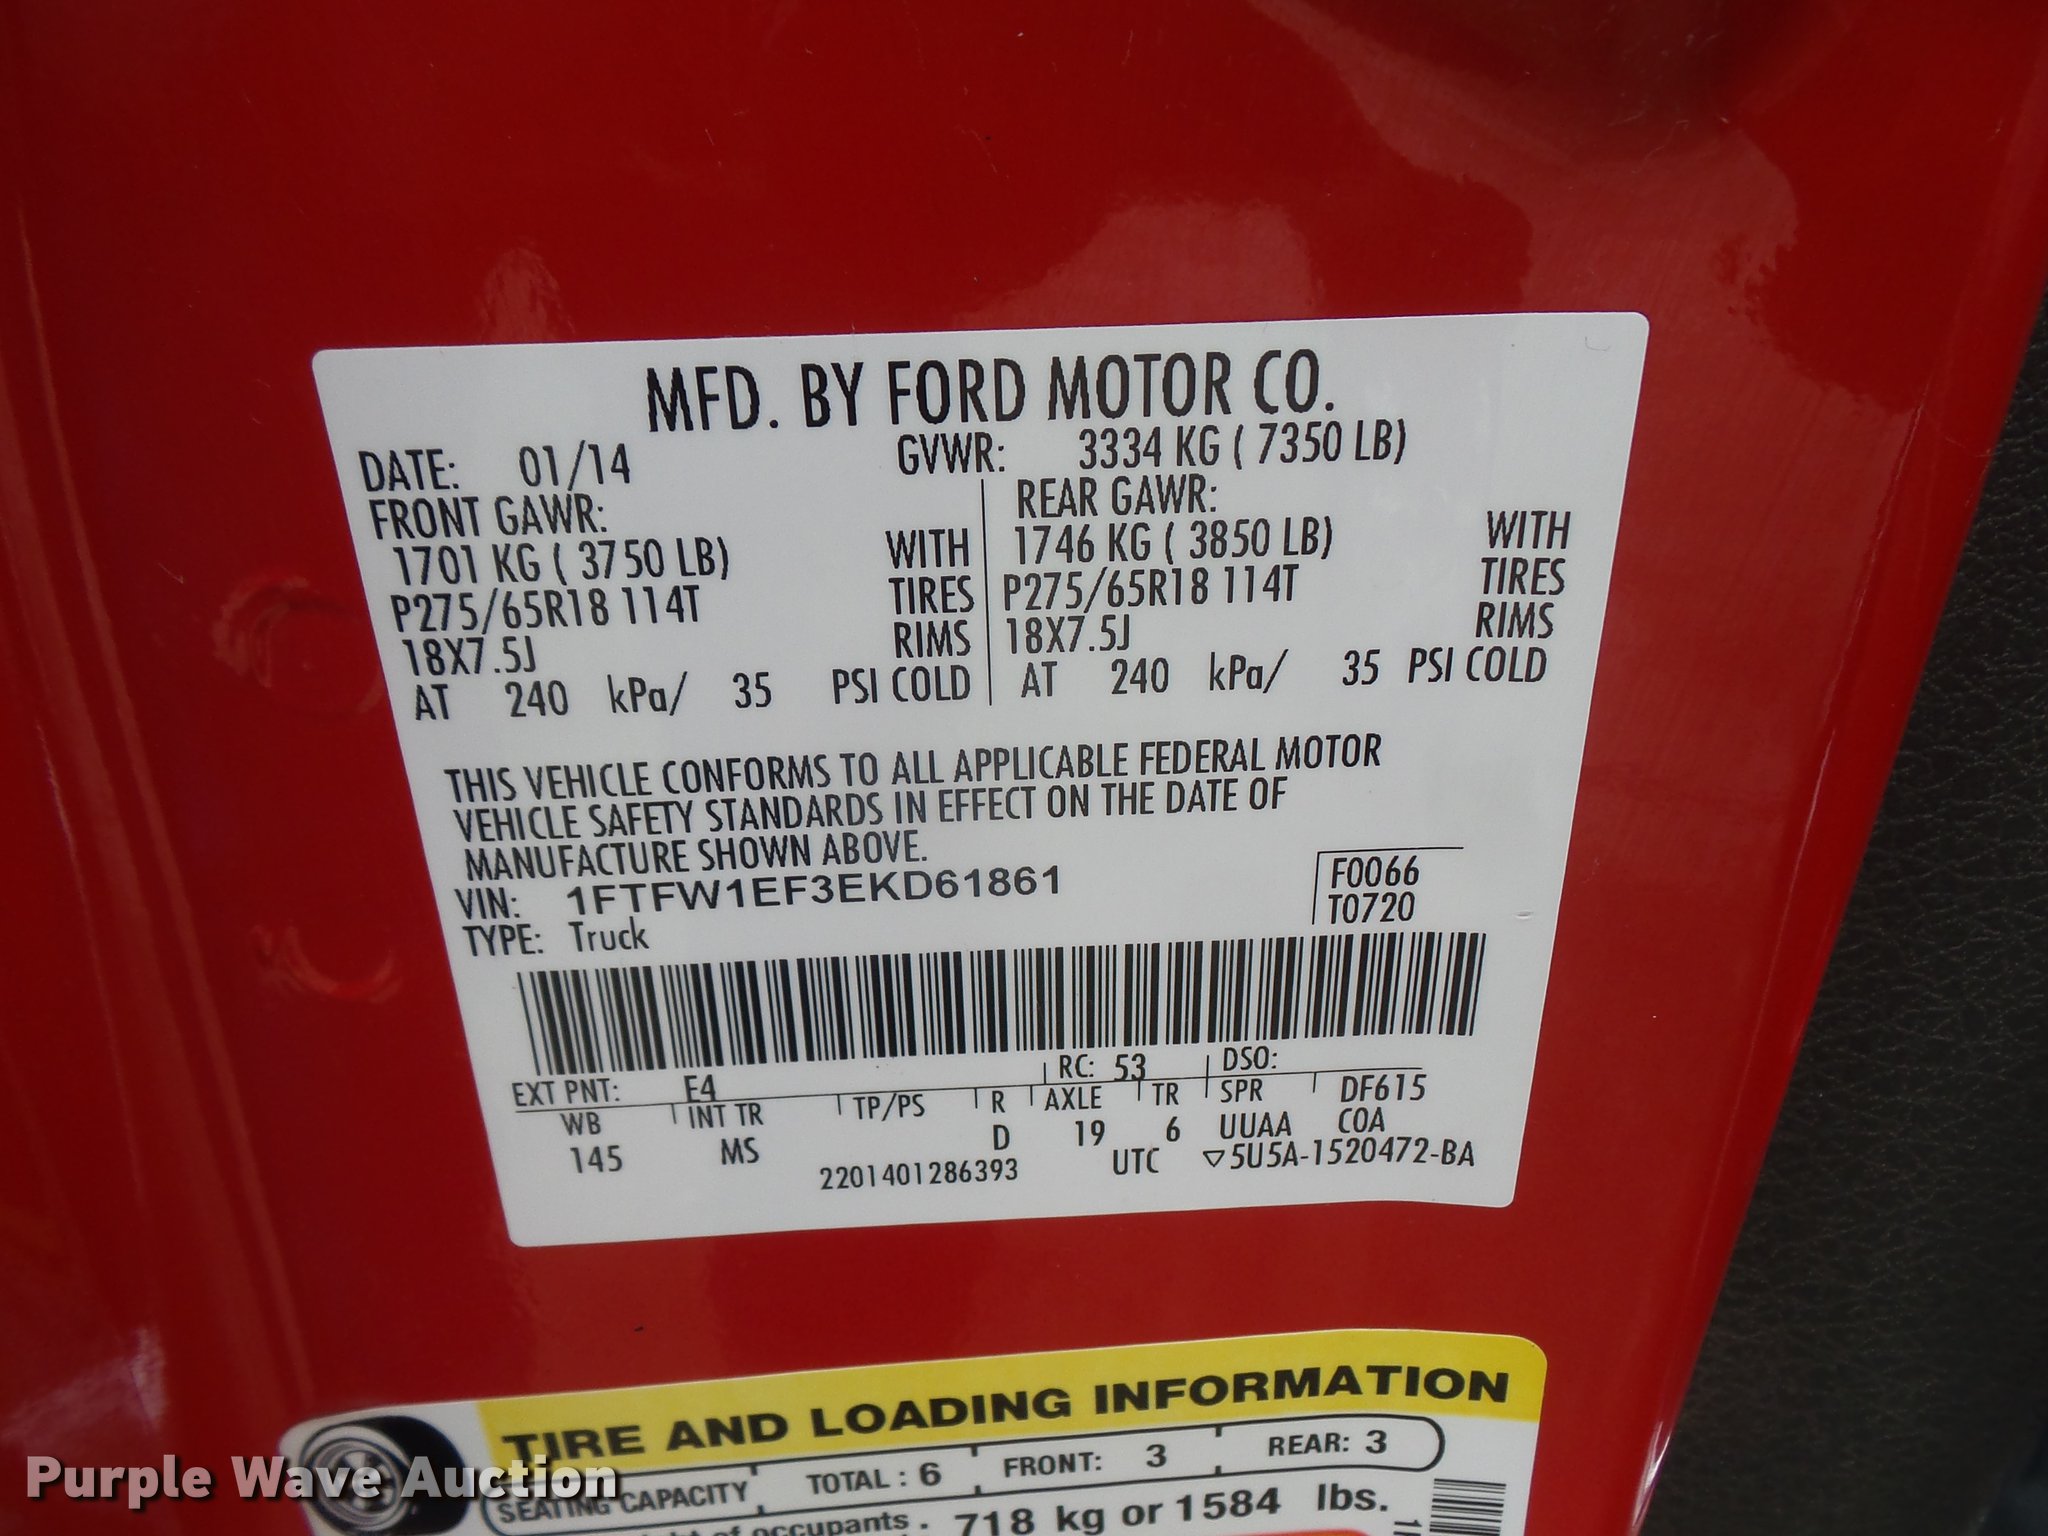 MFD. BY FORD MOTOR CO.
DATE: 01/14 GVWR: 3334 KG ( 7350 LB)
FRONT GAWR: REAR GAWR:
1701 KG ( 3750 LB) WITH 1746 KG ( 3850 LB) WITH
P275/65R18 114T TIRES P275/65R18 114T TIRES
18X7.5J RIMS 18X7.5J RIMS
AT 240 kPa/ 35 PSI COLD AT 240 kPa/ 35 PSI COLD
THIS VEHICLE CONFORMS TO ALL APPLICABLE FEDERAL MOTOR
VEHICLE SAFETY STANDARDS IN EFFECT ON THE DATE OF
MANUFACTURE SHOWN ABOVE.
VIN: 1FTFW1EF3EKD61861 F0066
TYPE: Truck T0720
EXT PNT: E4 RC: 53 DSO:
WB INT TR TP/PS R AXLE TR SPR DF615
145 MS D 19 6 UUAA COA
2201401286393 UTC ▽5U5A-1520472-BA
TIRE AND LOADING INFORMATION
SEATING CAPACITY TOTAL : 6 FRONT: 3 REAR: 3
of occupants . 718 kg or 1584 lbs.
Purple Wave Auction